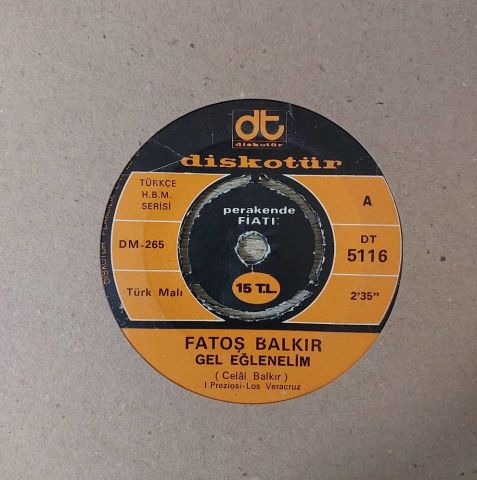 dt
diskotür
diskotür
TÜRKÇE
H.B.M.
SERİSİ
A
perakende
FİATI:
DM-265
DT
5116
15 T.L.
Türk Malı
2'35"
FATOŞ BALKIR
GEL EĞLENELİM
( Celâl Balkır )
I Preziosi-Los Veracruz
DISKOTÜR